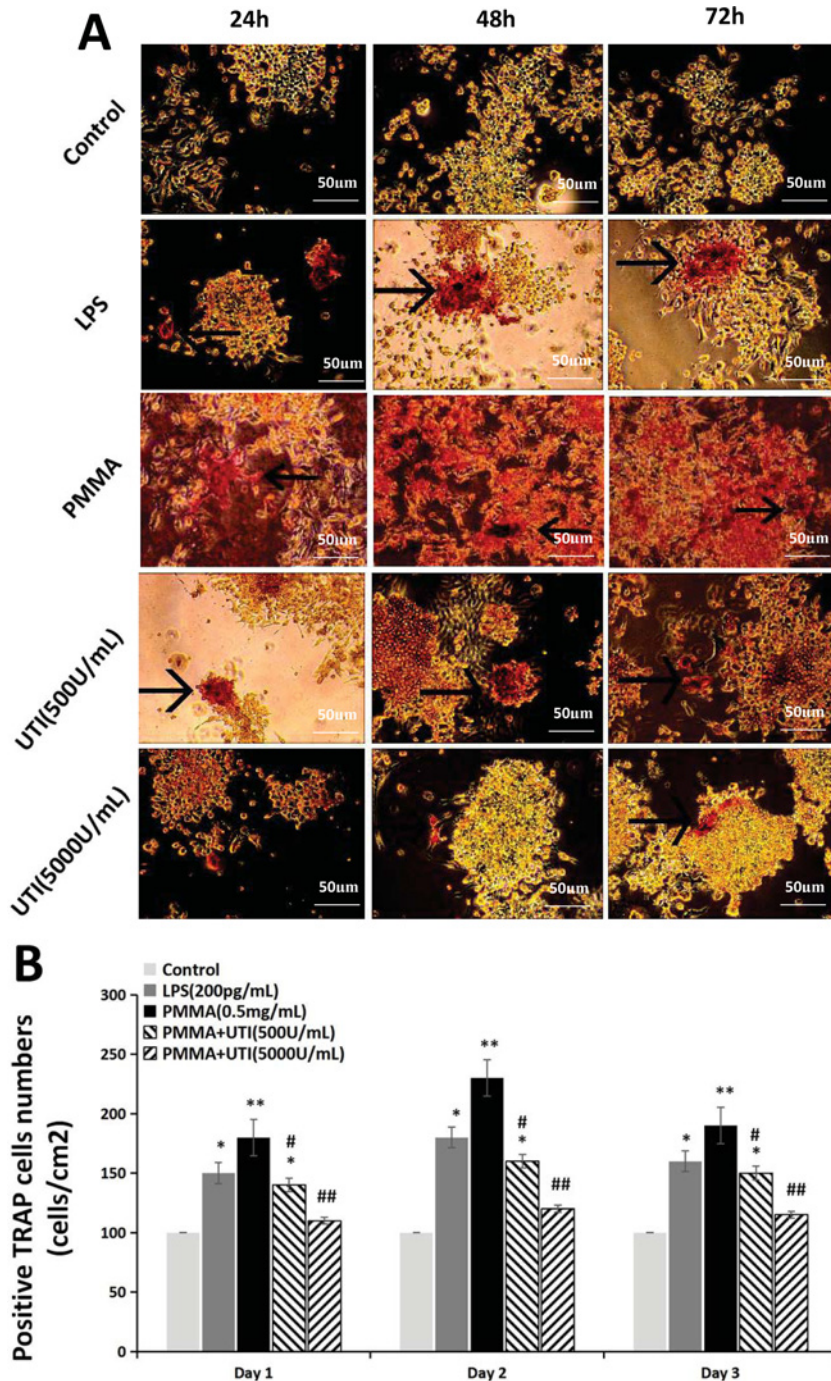 A
24h 48h 72h
Control
50um 50um 50um
LPS
50um 50um 50um
PMMA
50um 50um 50um
UTI(500U/mL)
50um 50um 50um
UTI(5000U/mL)
50um 50um 50um
B
Control
LPS(200pg/mL)
PMMA(0.5mg/mL)
PMMA+UTI(500U/mL)
PMMA+UTI(5000U/mL)
Positive TRAP cells numbers
(cells/cm2)
300
250
200
150
100
50
0
* ** # * ##
* ** # * ##
* ** # * ##
Day 1 Day 2 Day 3